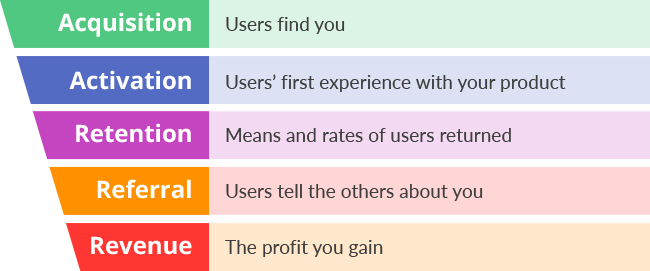 Acquisition Users find you
Activation Users’ first experience with your product
Retention Means and rates of users returned
Referral Users tell the others about you
Revenue The profit you gain